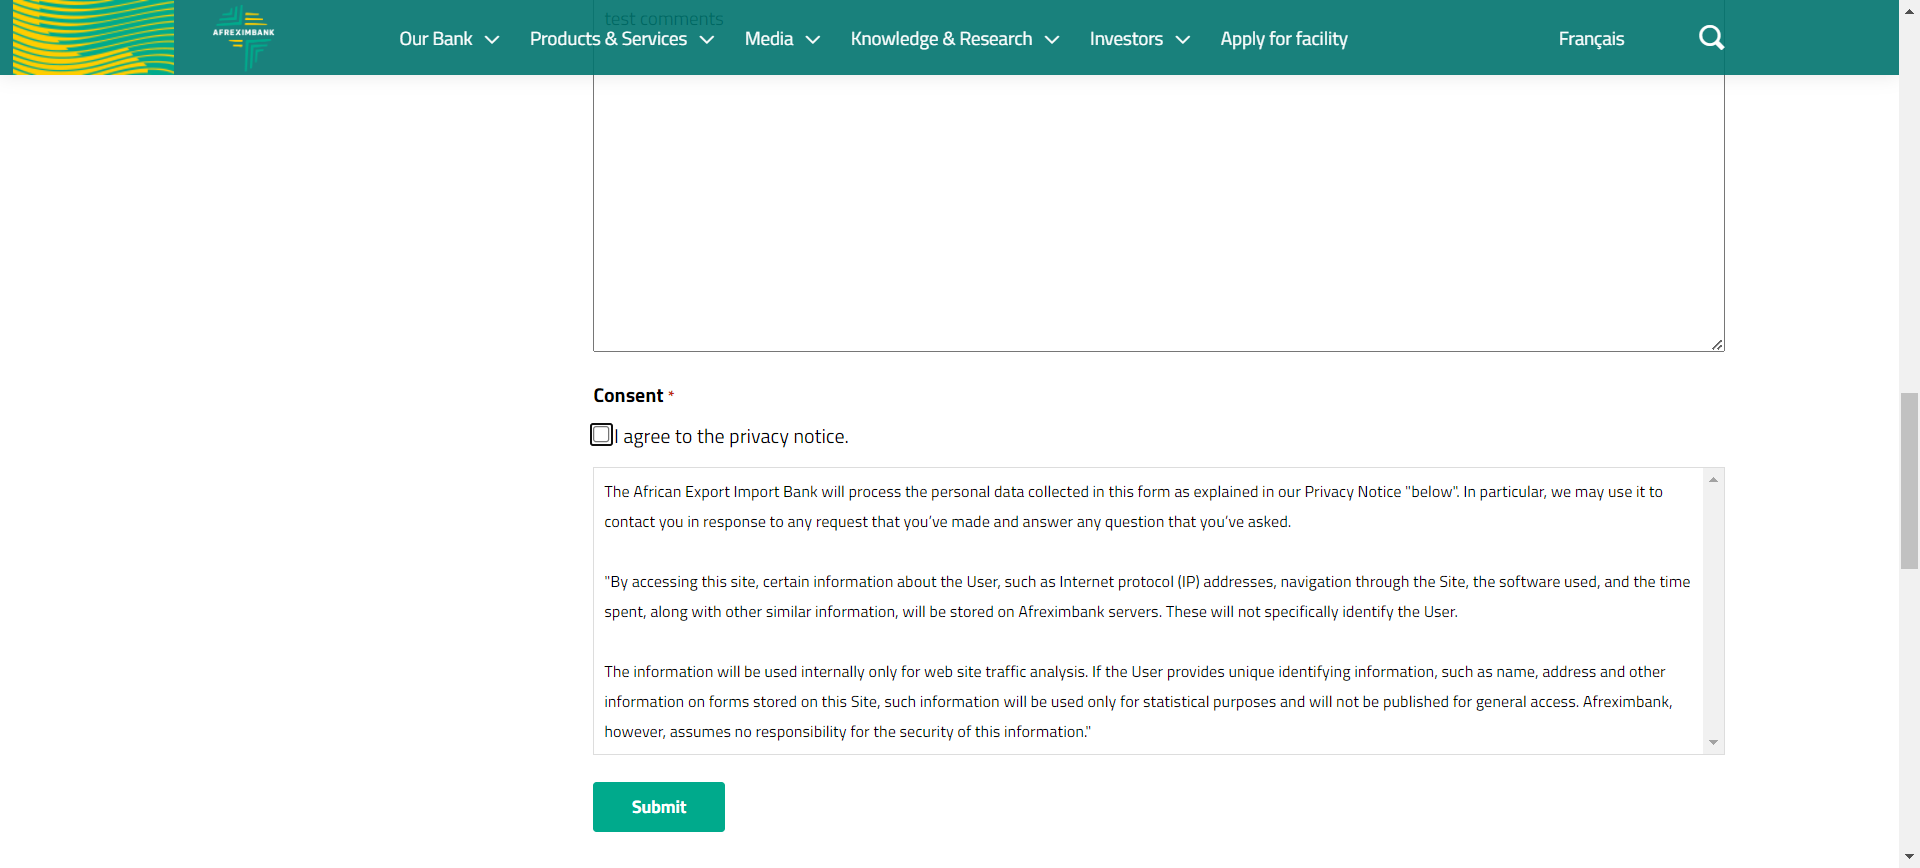 test comments
AFREXIMBANK
Our Bank Products & Services Media Knowledge & Research Investors Apply for facility Français
Consent *
I agree to the privacy notice.
The African Export Import Bank will process the personal data collected in this form as explained in our Privacy Notice "below". In particular, we may use it to
contact you in response to any request that you’ve made and answer any question that you’ve asked.
"By accessing this site, certain information about the User, such as Internet protocol (IP) addresses, navigation through the Site, the software used, and the time
spent, along with other similar information, will be stored on Afreximbank servers. These will not specifically identify the User.
The information will be used internally only for web site traffic analysis. If the User provides unique identifying information, such as name, address and other
information on forms stored on this Site, such information will be used only for statistical purposes and will not be published for general access. Afreximbank,
however, assumes no responsibility for the security of this information."
Submit